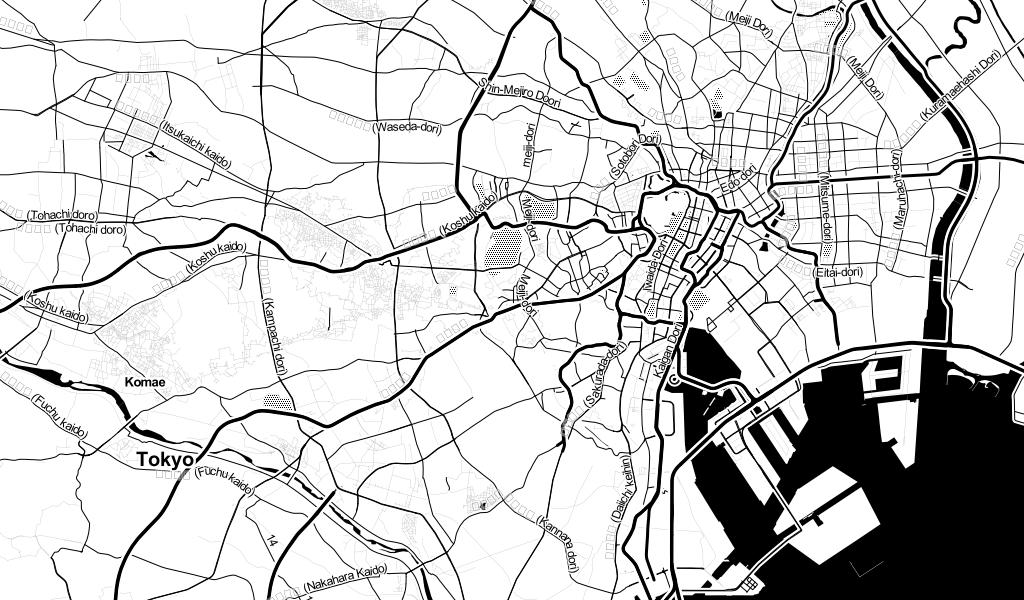 (Meiji Dori)
(Meiji Dori)
(Kuramaehashi Dori)
Shin-Mejiro Doori
(Waseda-dori)
(Itsukaichi kaido)
meiji-dori
(Sotobori Dori)
Edo dori
(Mitsume-dori)
(Maruhachi-dori)
(Tohachi doro)
(Tohachi doro)
(Koshu kaido)
(Koshu kaido)
Meiji-dori
Iwaida-Dori
(Eitai-dori)
(Koshu kaido)
(Kampachi dori)
Meiji-dori
Kaigan Dori
(Sakurada-dori)
Komae
(Fuchu kaido)
Tokyo
(Fuchu kaido)
(Daiichi keihin)
(Kannana dori)
14
(Nakahara Kaido)